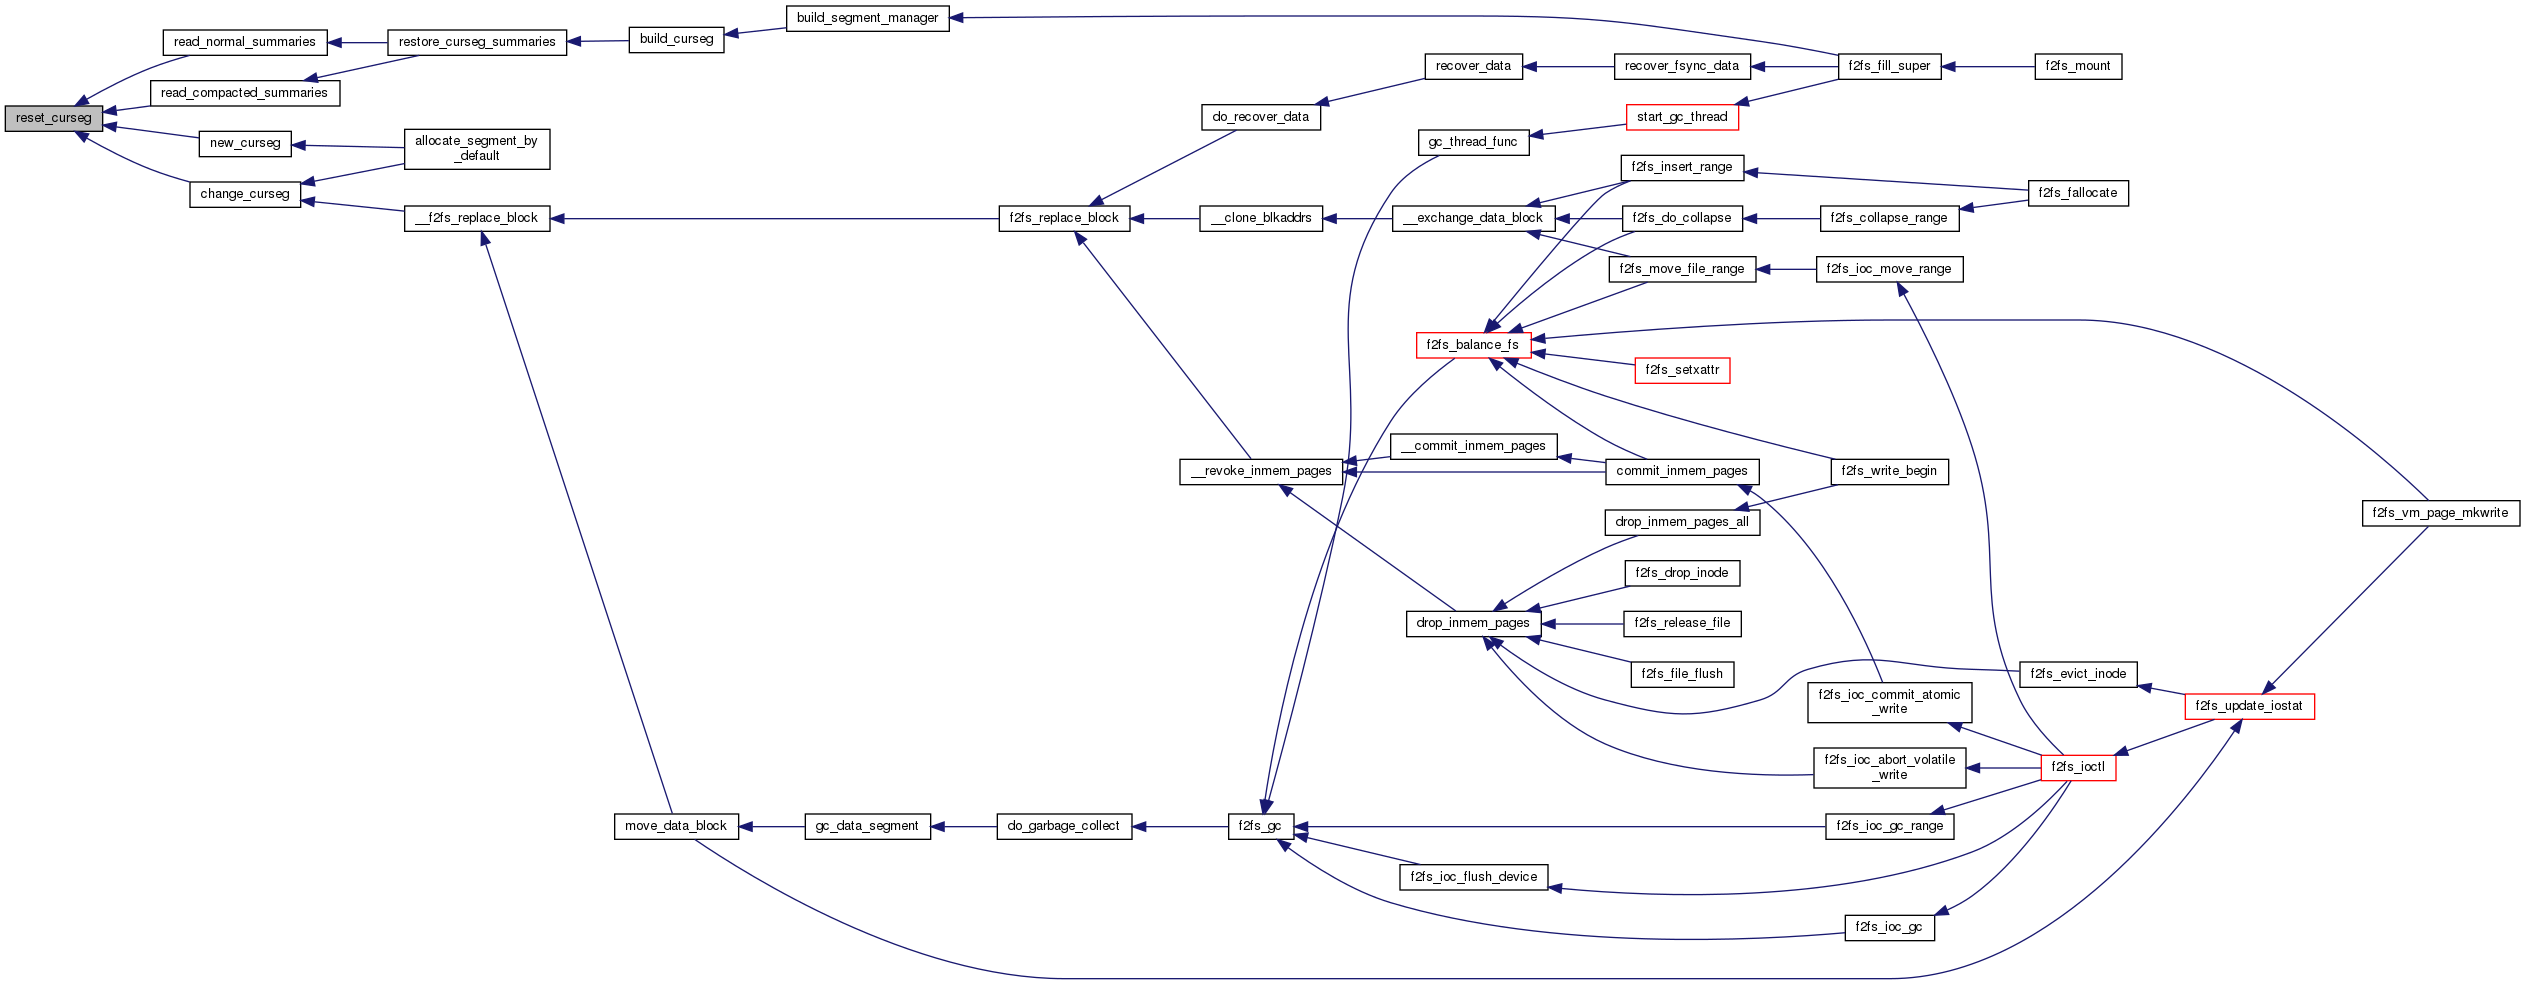 build_segment_manager
read_normal_summaries
restore_curseg_summaries
build_curseg
recover_data
recover_fsync_data
f2fs_fill_super
f2fs_mount
read_compacted_summaries
reset_curseg
do_recover_data
start_gc_thread
new_curseg
allocate_segment_by
_default
gc_thread_func
f2fs_insert_range
change_curseg
f2fs_fallocate
__f2fs_replace_block
f2fs_replace_block
__clone_blkaddrs
__exchange_data_block
f2fs_do_collapse
f2fs_collapse_range
f2fs_move_file_range
f2fs_ioc_move_range
f2fs_balance_fs
f2fs_setxattr
__commit_inmem_pages
__revoke_inmem_pages
commit_inmem_pages
f2fs_write_begin
drop_inmem_pages_all
f2fs_vm_page_mkwrite
f2fs_drop_inode
drop_inmem_pages
f2fs_release_file
f2fs_file_flush
f2fs_evict_inode
f2fs_ioc_commit_atomic
_write
f2fs_update_iostat
f2fs_ioc_abort_volatile
_write
f2fs_ioctl
move_data_block
gc_data_segment
do_garbage_collect
f2fs_gc
f2fs_ioc_gc_range
f2fs_ioc_flush_device
f2fs_ioc_gc